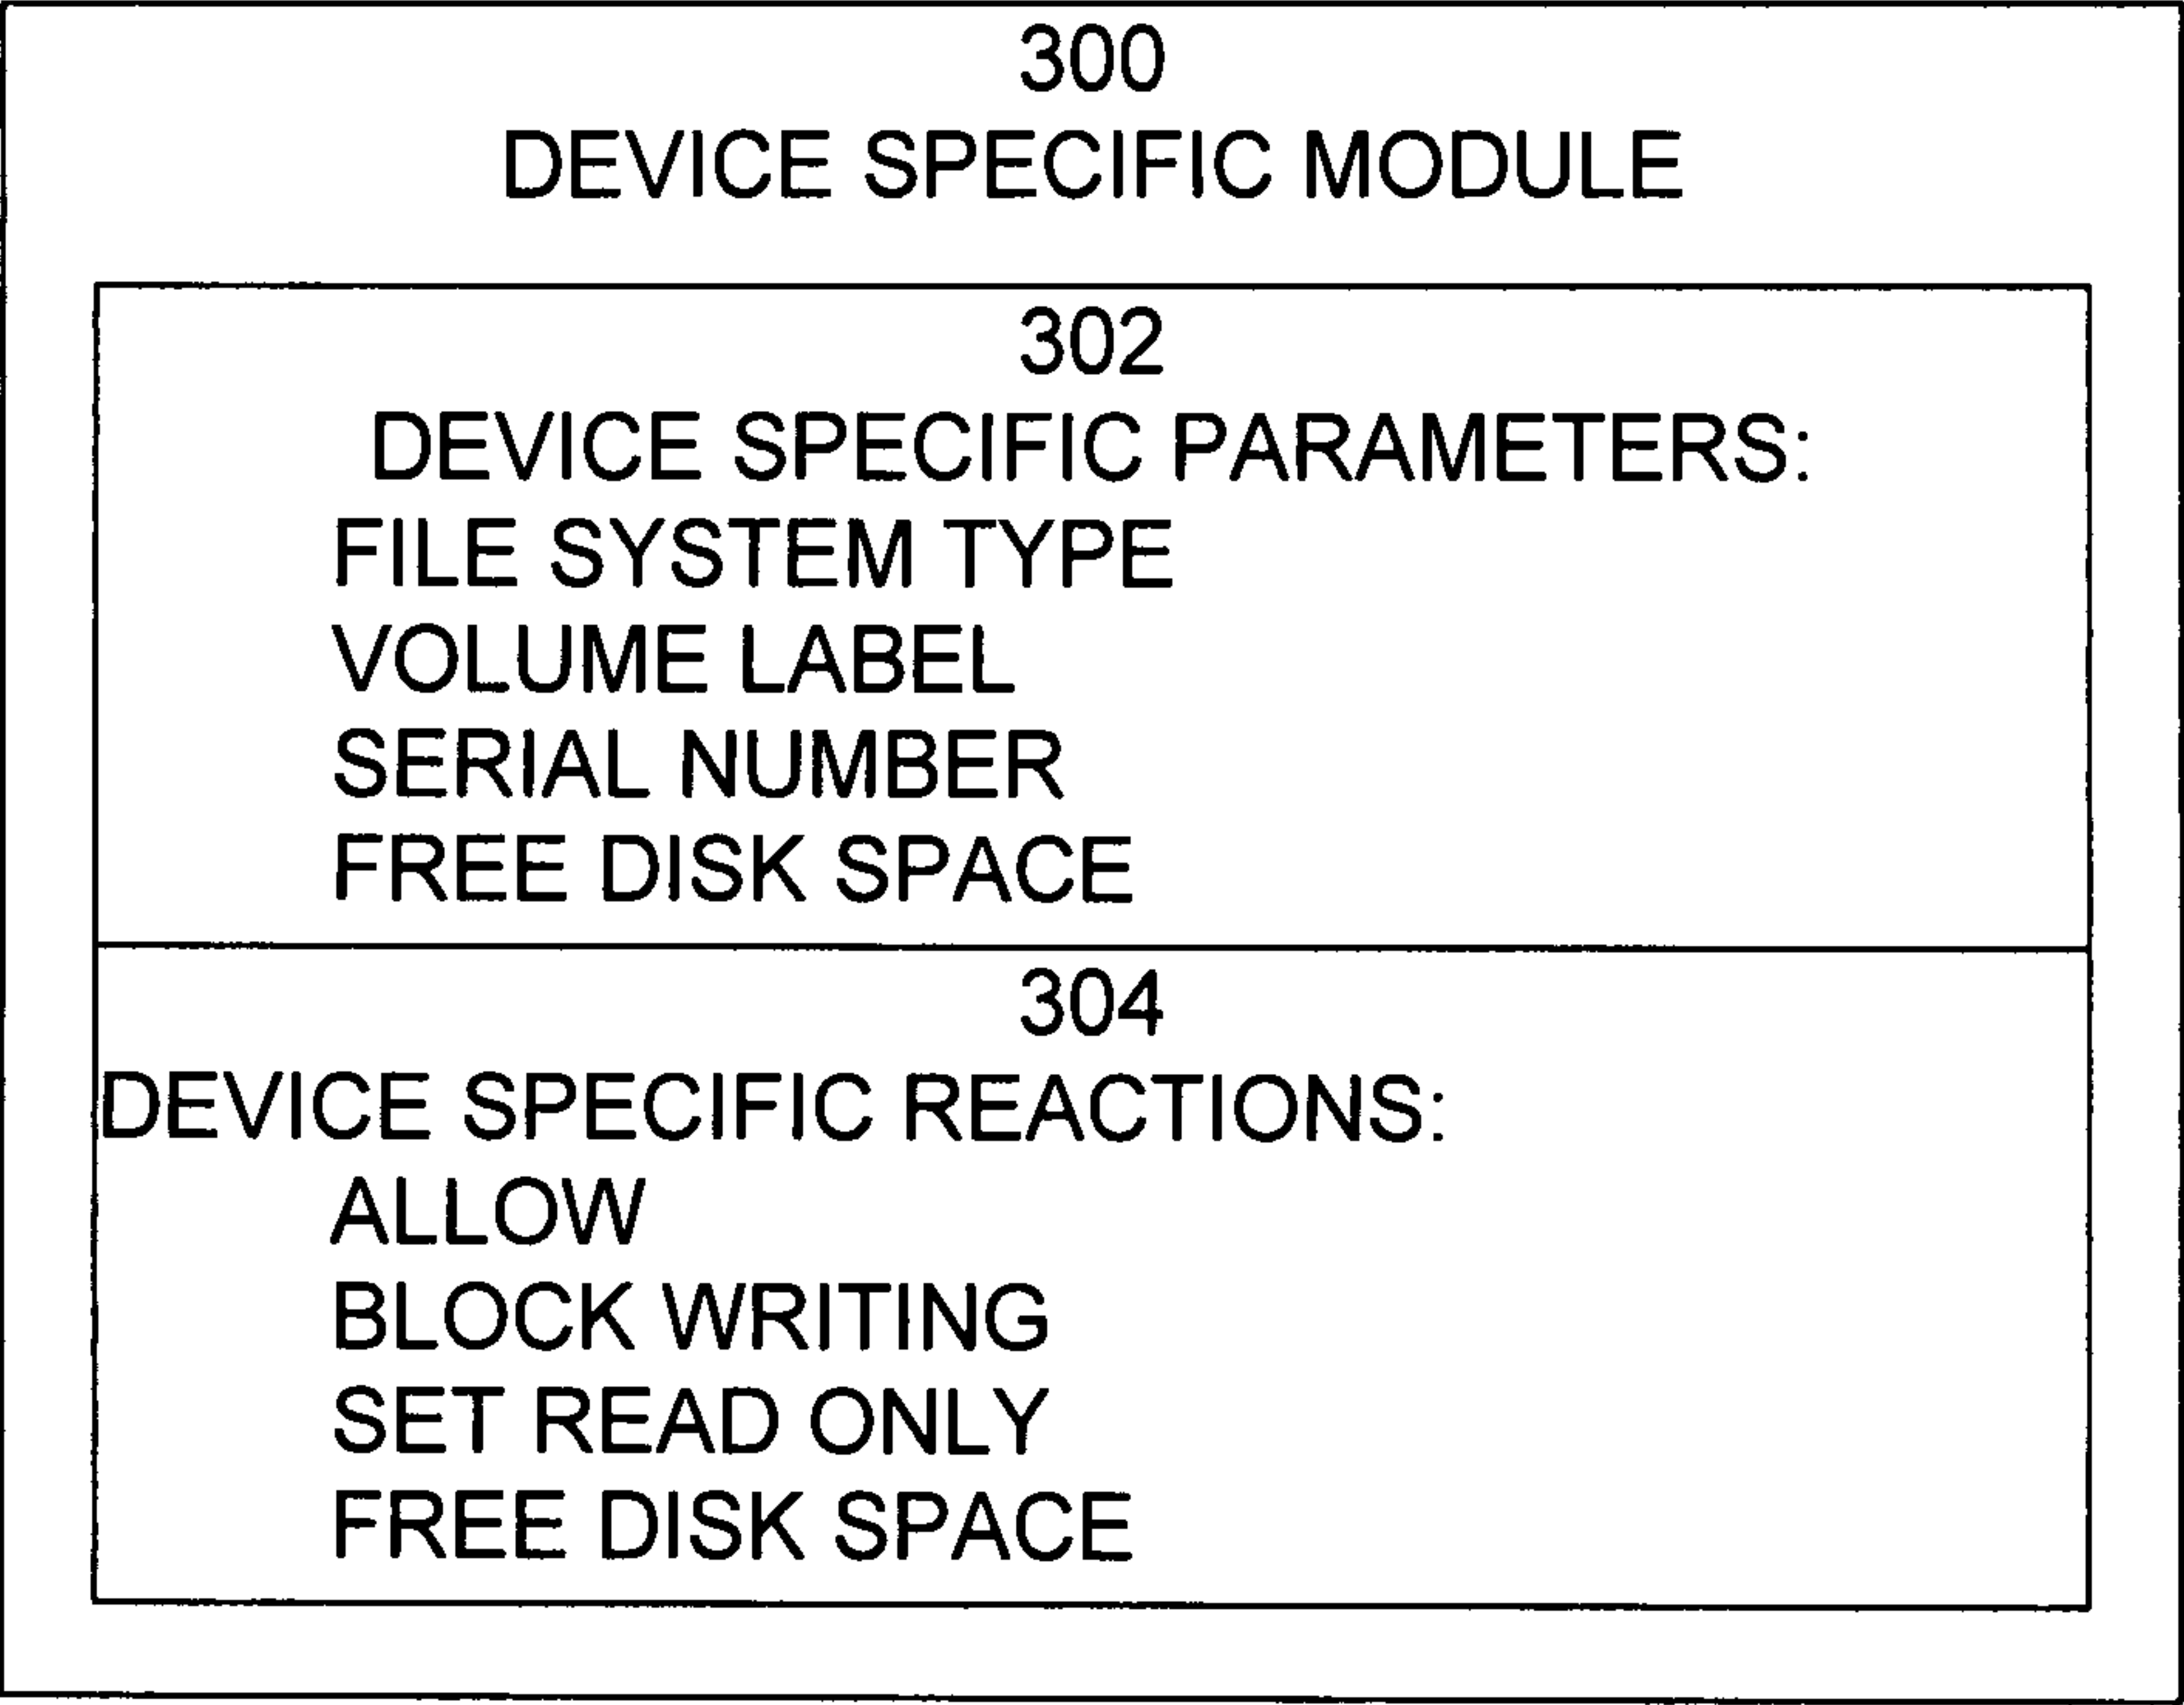 300
DEVICE SPECIFIC MODULE
302
DEVICE SPECIFIC PARAMETERS:
FILE SYSTEM TYPE
VOLUME LABEL
SERIAL NUMBER
FREE DISK SPACE
304
DEVICE SPECIFIC REACTIONS:
ALLOW
BLOCK WRITING
SET READ ONLY
FREE DISK SPACE